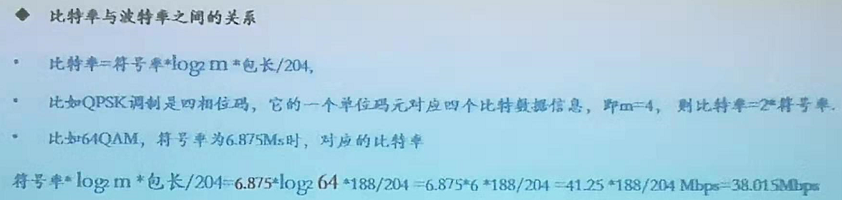 ◆ 比特率与波特率之间的关系
• 比特率=符号率*log2 m *包长/204,
• 比如QPSK调制是四相位码，它的一个单位码元对应四个比特数据信息，即m=4， 则比特率=2*符号率.
• 比如64QAM，符号率为6.875Ms时，对应的比特率
符号率* log2 m *包长/204=6.875*log2 64 *188/204 =6.875*6 *188/204 =41.25 *188/204 Mbps=38.015Mbps